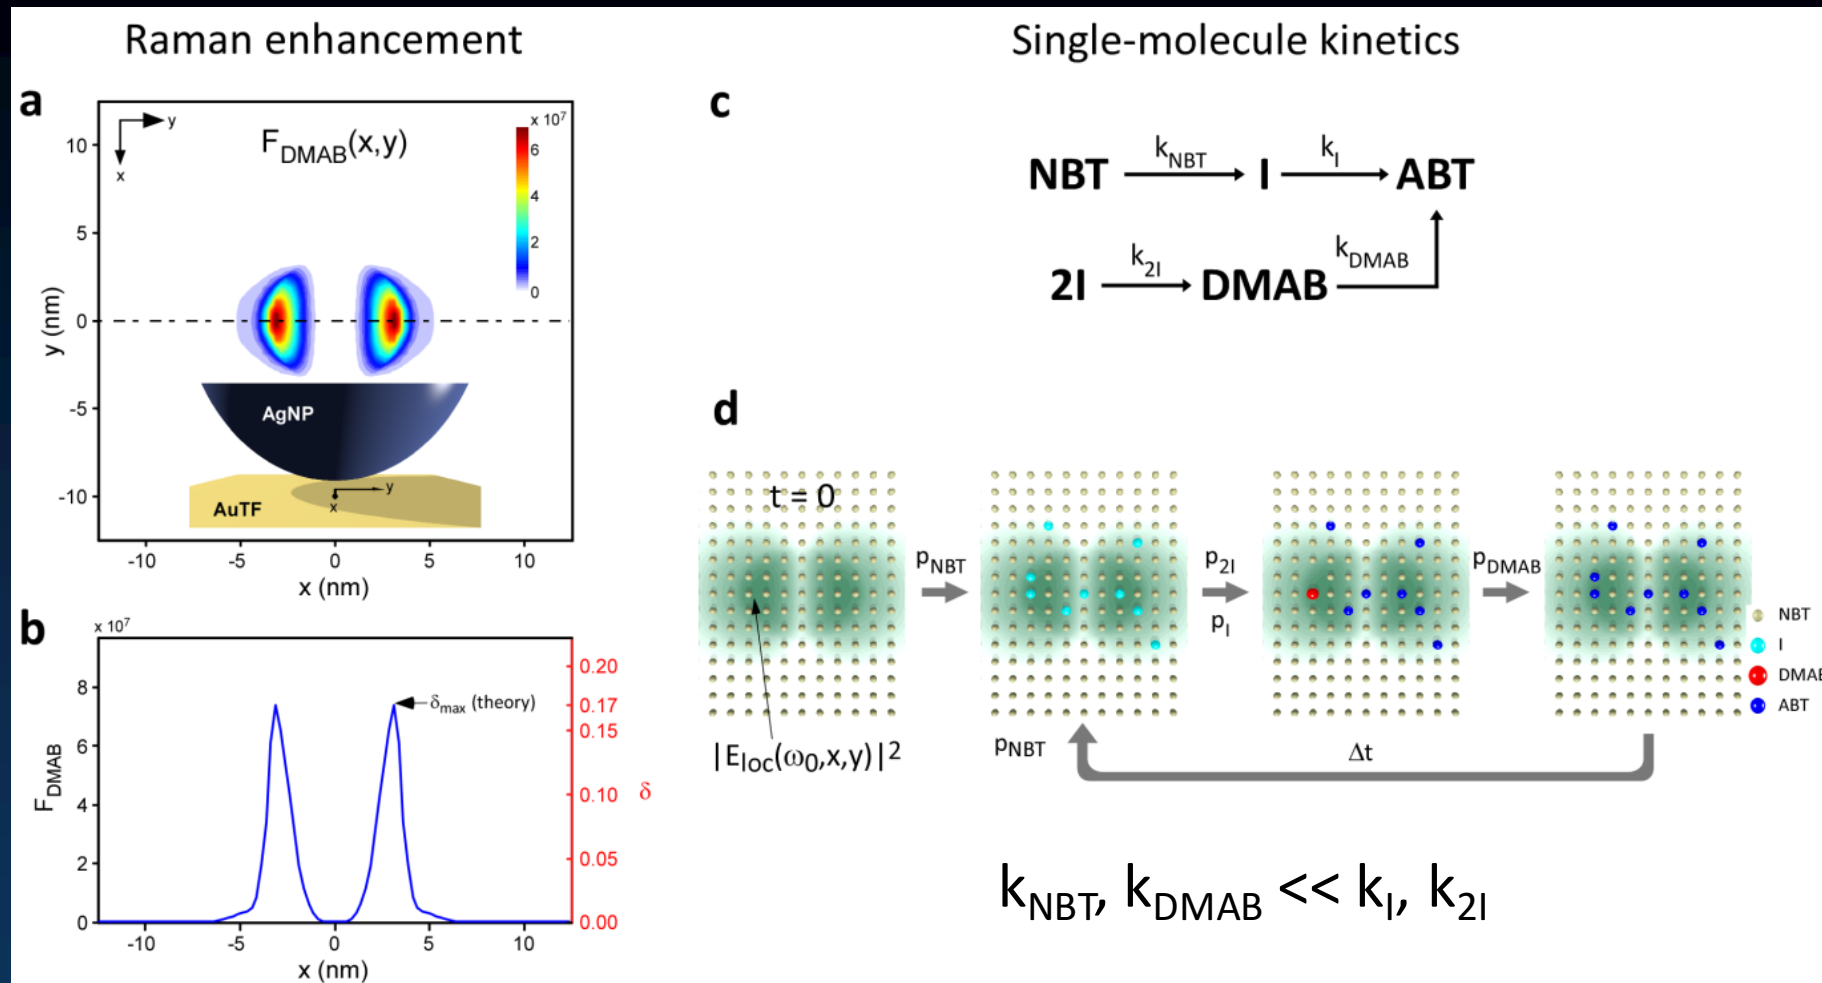 Raman enhancement
Single-molecule kinetics
a
y
x
F_DMAB(x,y)
x 10^7
6
4
2
0
10
5
0
-5
-10
y (nm)
AgNP
AuTF
y
x
-10
-5
0
5
10
x (nm)
b
x 10^7
8
6
4
2
0
F_DMAB
δ_max (theory)
0.20
0.17
0.15
0.10
0.05
0.00
δ
-10
-5
0
5
10
x (nm)
c
NBT k_NBT I k_I ABT
2I k_2I DMAB k_DMAB
d
t = 0
p_NBT
p_2I
p_I
p_DMAB
NBT
I
DMAB
ABT
|E_loc(ω_0,x,y)|^2
p_NBT
Δt
k_NBT, k_DMAB << k_I, k_2I